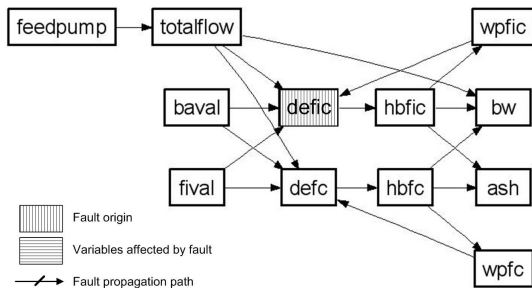 feedpump totalflow wpfic
baval defic hbfic bw
fival defc hbfc ash
wpfc
Fault origin
Variables affected by fault
Fault propagation path